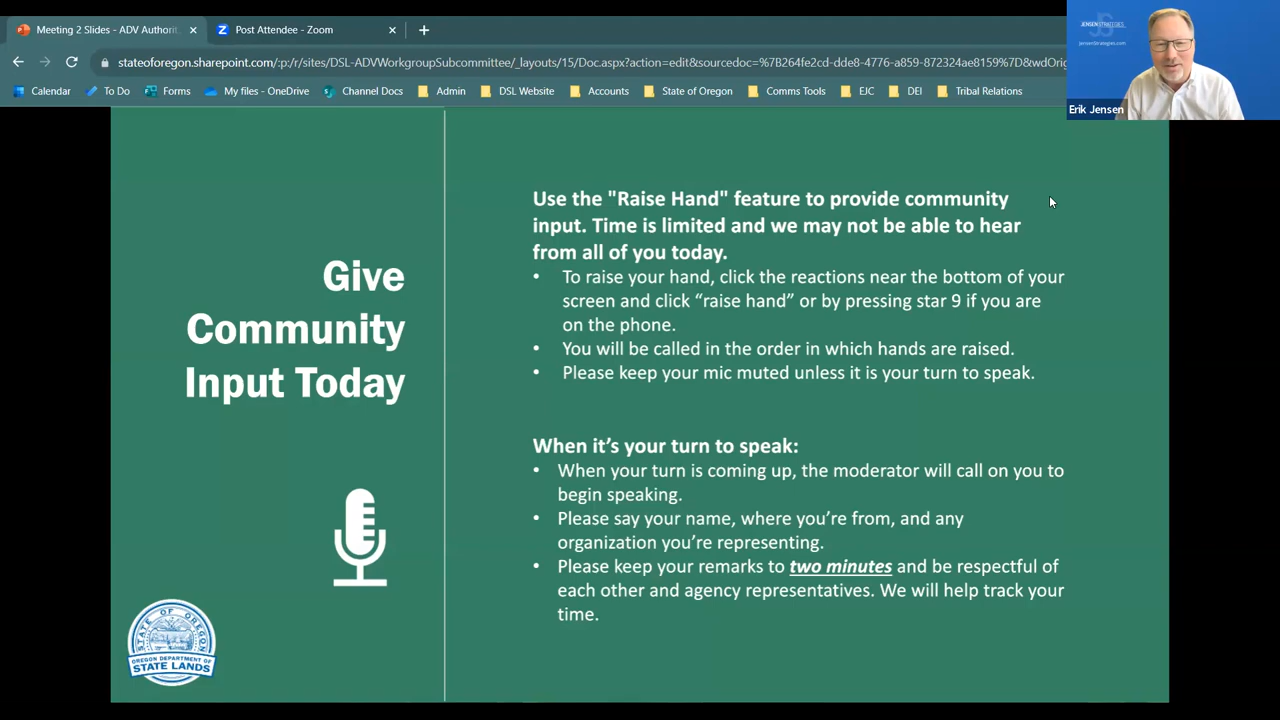 Meeting 2 Slides - ADV Authorit
Post Attendee - Zoom
stateoforegon.sharepoint.com/:p:/r/sites/DSL-ADVWorkgroupSubcommittee/_layouts/15/Doc.aspx?action=edit&sourcedoc=%7B264fe2cd-dde8-4776-a859-872324ae8159%7D&wdOrig
Calendar
To Do
Forms
My files - OneDrive
Channel Docs
Admin
DSL Website
Accounts
State of Oregon
Comms Tools
EJC
DEI
Tribal Relations
JS
JENSEN STRATEGIES
jensenstrategies.com
Erik Jensen
Give
Community
Input Today
STATE OF OREGON
OREGON DEPARTMENT OF
STATE LANDS
Use the "Raise Hand" feature to provide community
input. Time is limited and we may not be able to hear
from all of you today.
• To raise your hand, click the reactions near the bottom of your
screen and click “raise hand” or by pressing star 9 if you are
on the phone.
• You will be called in the order in which hands are raised.
• Please keep your mic muted unless it is your turn to speak.
When it’s your turn to speak:
• When your turn is coming up, the moderator will call on you to
begin speaking.
• Please say your name, where you’re from, and any
organization you’re representing.
• Please keep your remarks to two minutes and be respectful of
each other and agency representatives. We will help track your
time.